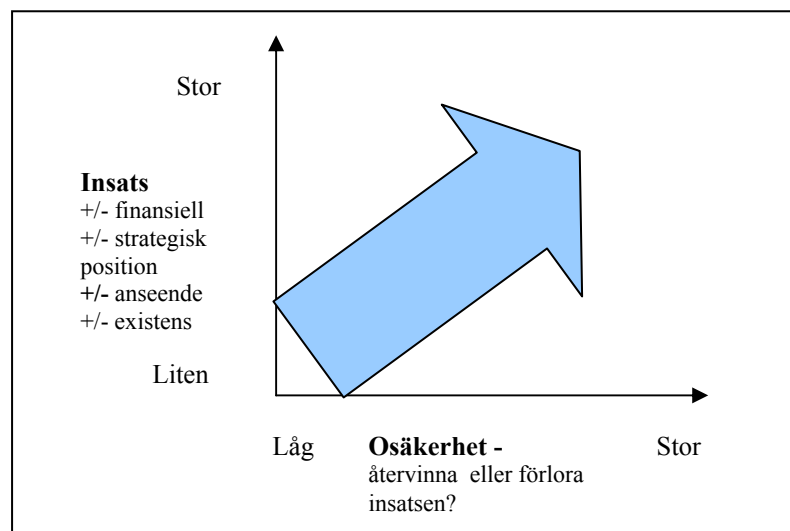 Stor
Insats
+/- finansiell
+/- strategisk
position
+/- anseende
+/- existens
Liten
Låg
Osäkerhet -
återvinna eller förlora
insatsen?
Stor